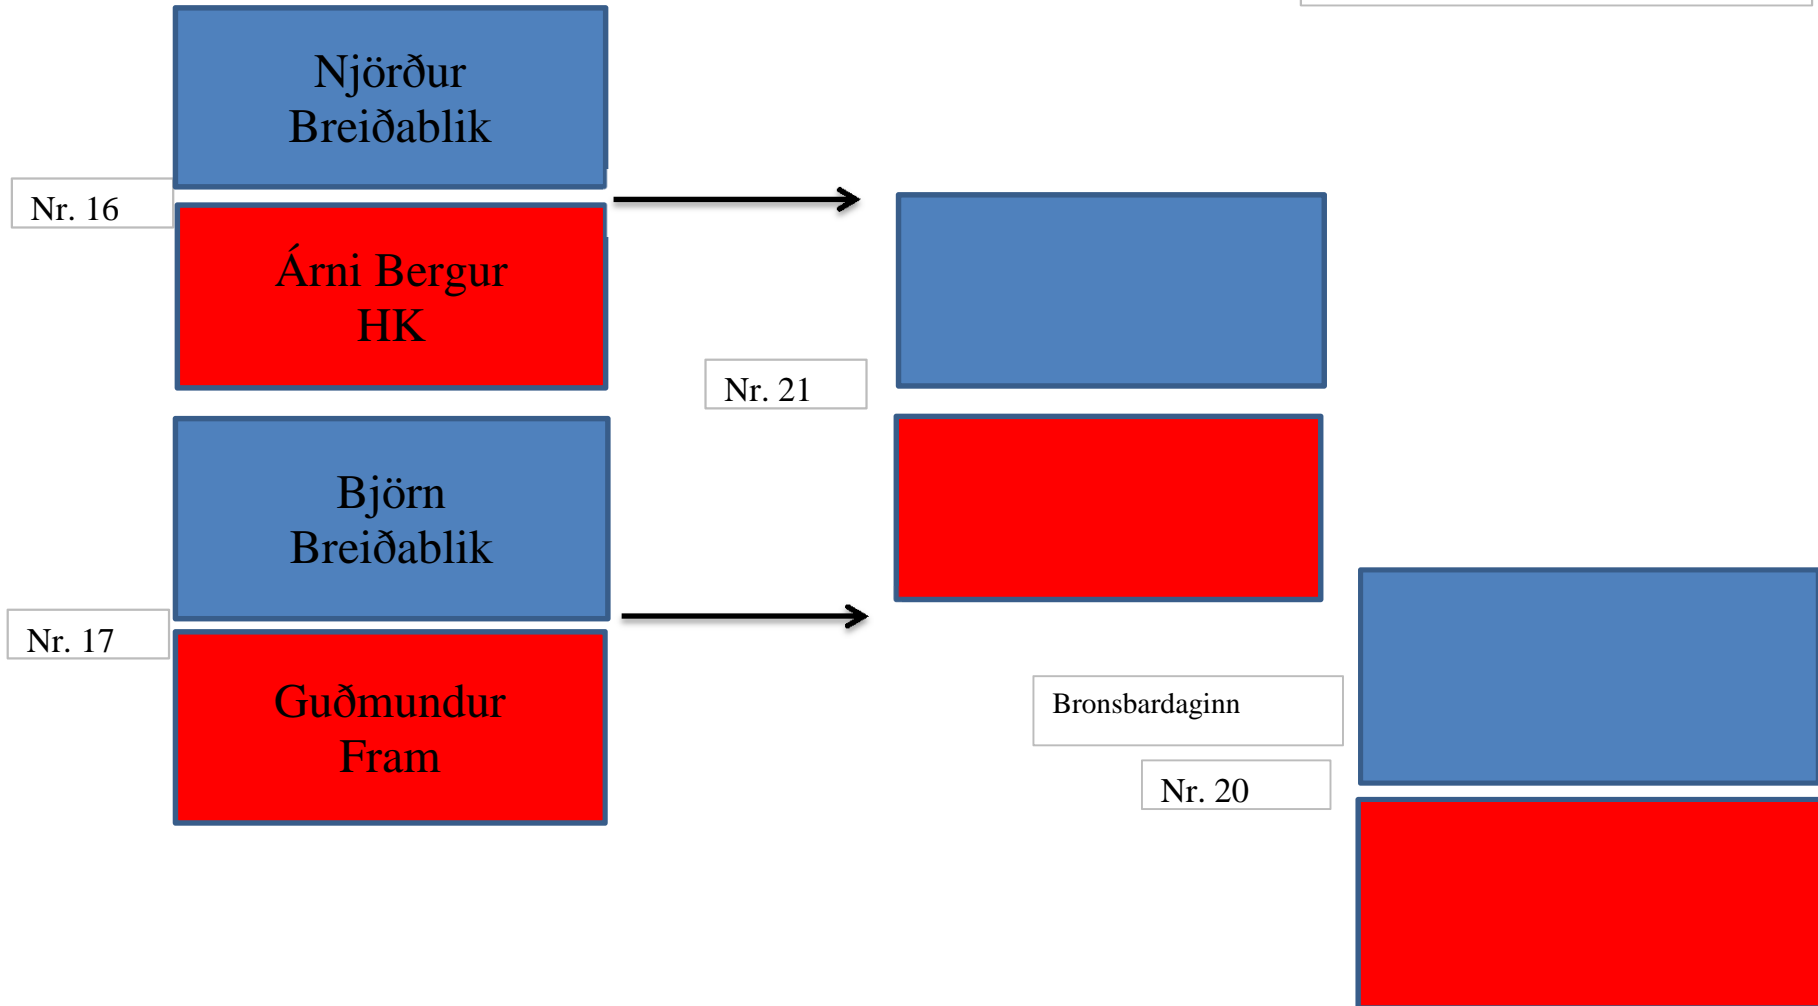 Njörður
Breiðablik
Nr. 16
Árni Bergur
HK
Nr. 21
Björn
Breiðablik
Nr. 17
Guðmundur
Fram
Bronsbardaginn
Nr. 20